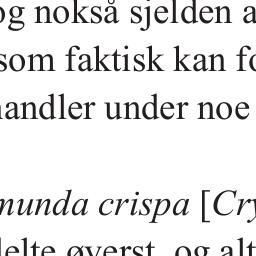 og nokså sjelden a
som faktisk kan fo
handler under noe
munda crispa [Cry
delte øverst, og alt